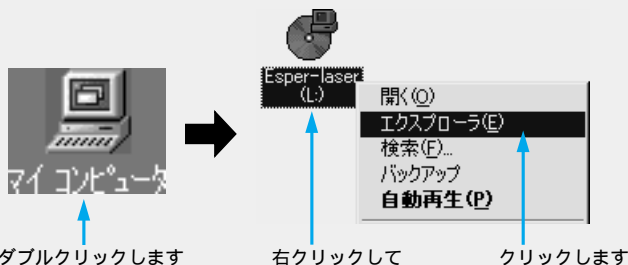 マイ コンピュータ
ダブルクリックします
Esper-laser
(L:)
開く(O)
エクスプローラ(E)
検索(F)...
バックアップ
自動再生(P)
右クリックして
クリックします